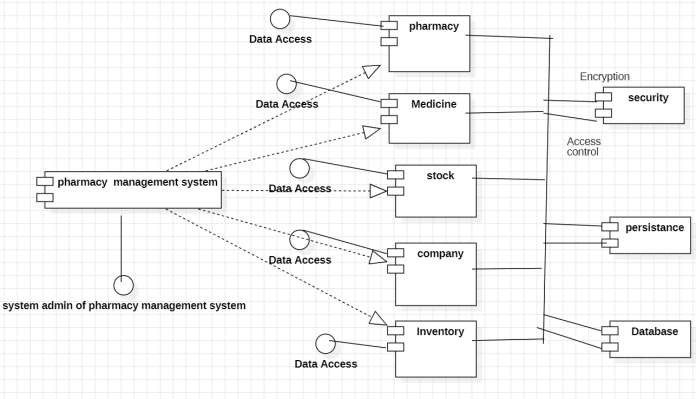 pharmacy
Data Access
Encryption
security
Data Access
Medicine
Access
control
pharmacy management system
stock
Data Access
persistance
company
Data Access
system admin of pharmacy management system
Inventory
Database
Data Access